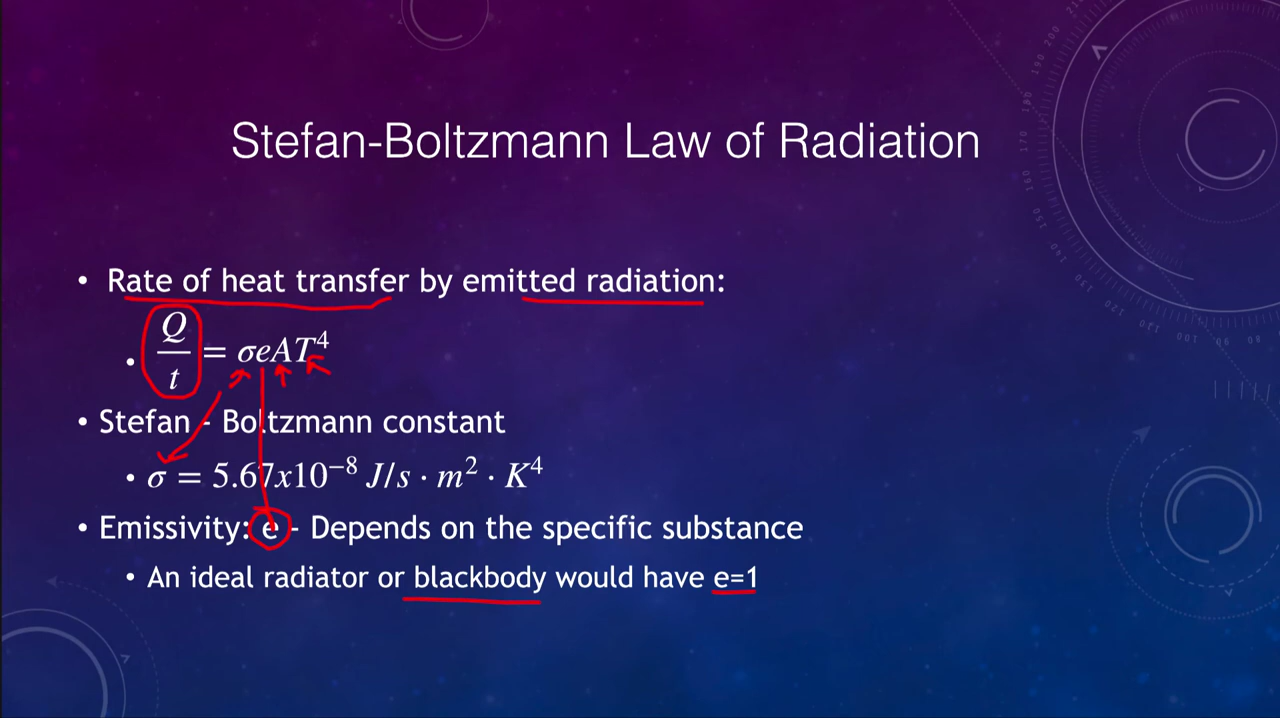 Stefan-Boltzmann Law of Radiation
• Rate of heat transfer by emitted radiation:
• Q/t = σeAT⁴
• Stefan - Boltzmann constant
• σ = 5.67x10⁻⁸ J/s · m² · K⁴
• Emissivity: e - Depends on the specific substance
• An ideal radiator or blackbody would have e=1